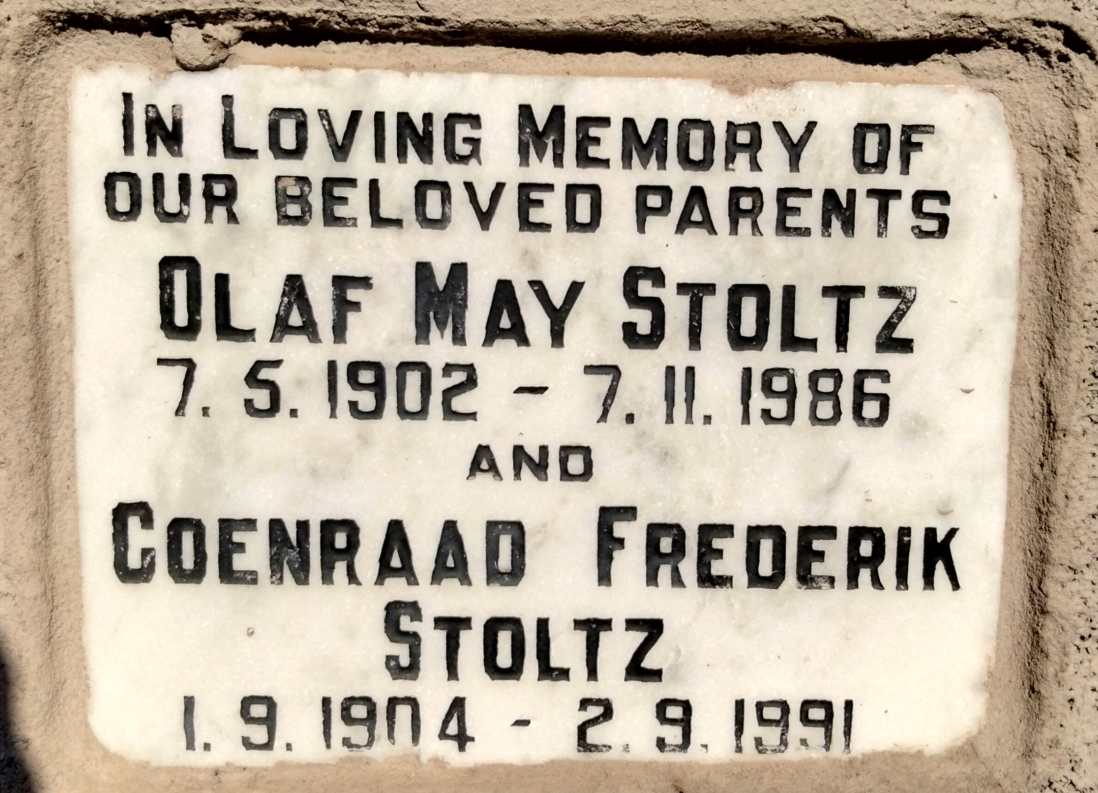 In Loving Memory of
our beloved parents
Olaf May Stoltz
7. 5. 1902 - 7. 11. 1986
and
Coenraad Frederik
Stoltz
1. 9. 1904 - 2. 9. 1991